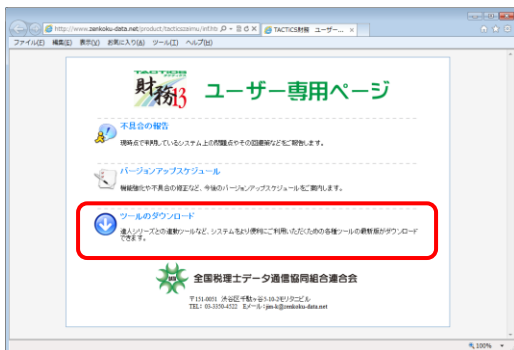 http://www.zenkoku-data.net/product/tacticszaimu/inf.ht
TACTICS財務 ユーザー...
ファイル(F) 編集(E) 表示(V) お気に入り(A) ツール(T) ヘルプ(H)
TACTICS
財務13 ユーザー専用ページ
不具合の報告
現時点で判明しているシステム上の問題点やその回避策などをご報告します。
バージョンアップスケジュール
機能強化や不具合の修正など、今後のバージョンアップスケジュールをご案内します。
ツールのダウンロード
達人シリーズとの連動ツールなど、システムをより便利にご利用いただくための各種ツールの最新版がダウンロード
できます。
全国税理士データ通信協同組合連合会
〒151-0051 渋谷区千駄ヶ谷5-10-2モリタニビル
TEL: 03-3350-4522 Eメール:jim-k@zenkoku-data.net
100%